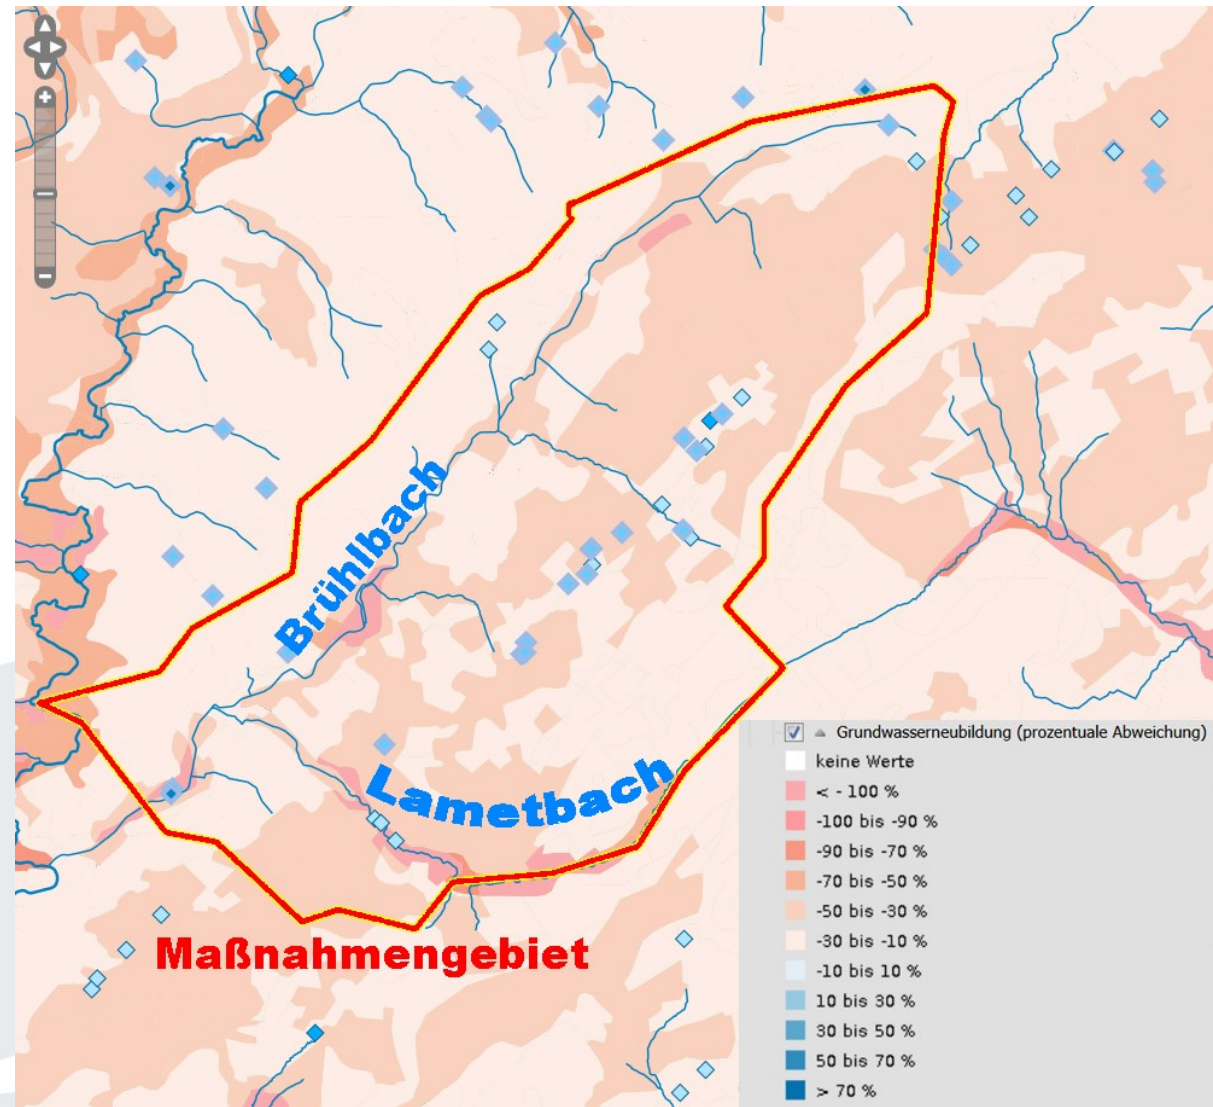 Brühlbach
Lametbach
Maßnahmengebiet
Grundwasserneubildung (prozentuale Abweichung)
keine Werte
< - 100 %
-100 bis -90 %
-90 bis -70 %
-70 bis -50 %
-50 bis -30 %
-30 bis -10 %
-10 bis 10 %
10 bis 30 %
30 bis 50 %
50 bis 70 %
> 70 %